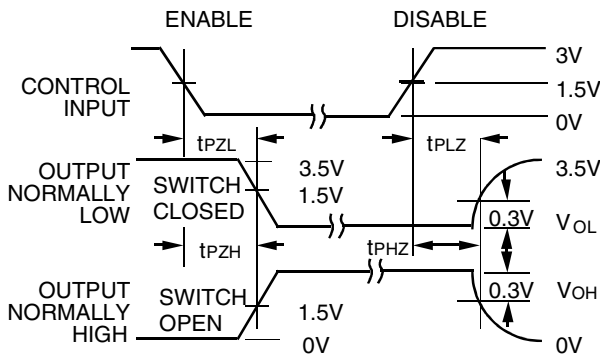 ENABLE DISABLE
3V
CONTROL INPUT
1.5V
0V
tPZL tPLZ
OUTPUT NORMALLY LOW
SWITCH CLOSED
3.5V
1.5V
3.5V
0.3V VOL
tPZH tPHZ
OUTPUT NORMALLY HIGH
SWITCH OPEN
1.5V
0V
0.3V VOH
0V